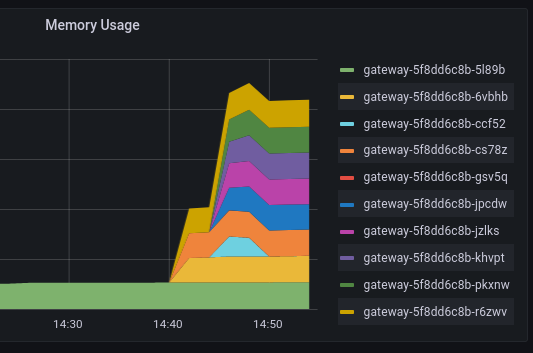 Memory Usage
gateway-5f8dd6c8b-5l89b
gateway-5f8dd6c8b-6vbhb
gateway-5f8dd6c8b-ccf52
gateway-5f8dd6c8b-cs78z
gateway-5f8dd6c8b-gsv5q
gateway-5f8dd6c8b-jpcdw
gateway-5f8dd6c8b-jzlks
gateway-5f8dd6c8b-khvpt
gateway-5f8dd6c8b-pkxnw
gateway-5f8dd6c8b-r6zwv
14:30 14:40 14:50